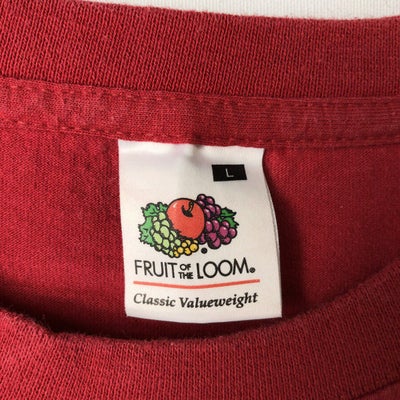 L
FRUIT OF THE LOOM®
Classic Valueweight